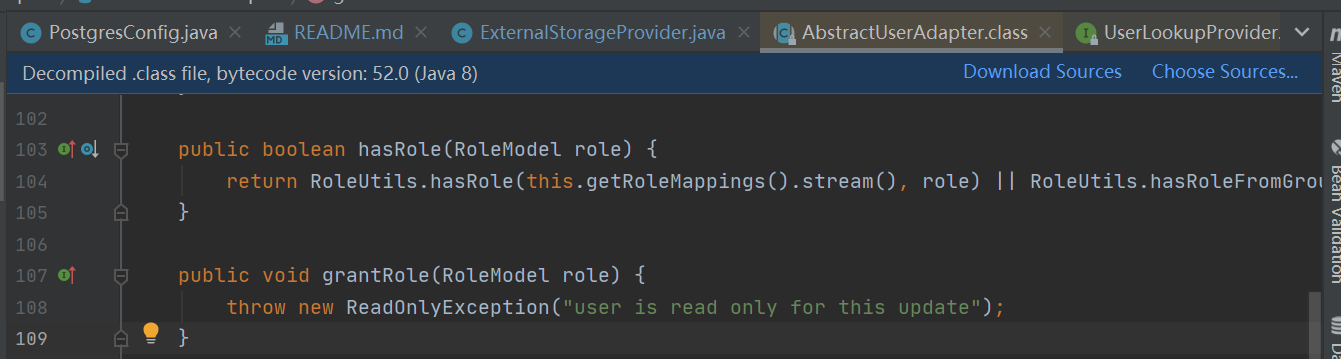 PostgresConfig.java README.md ExternalStorageProvider.java AbstractUserAdapter.class UserLookupProvider.
Decompiled .class file, bytecode version: 52.0 (Java 8) Download Sources Choose Sources...
102
103 public boolean hasRole(RoleModel role) {
104 return RoleUtils.hasRole(this.getRoleMappings().stream(), role) || RoleUtils.hasRoleFromGrou
105 }
106
107 public void grantRole(RoleModel role) {
108 throw new ReadOnlyException("user is read only for this update");
109 }
Maven
Bean Validation